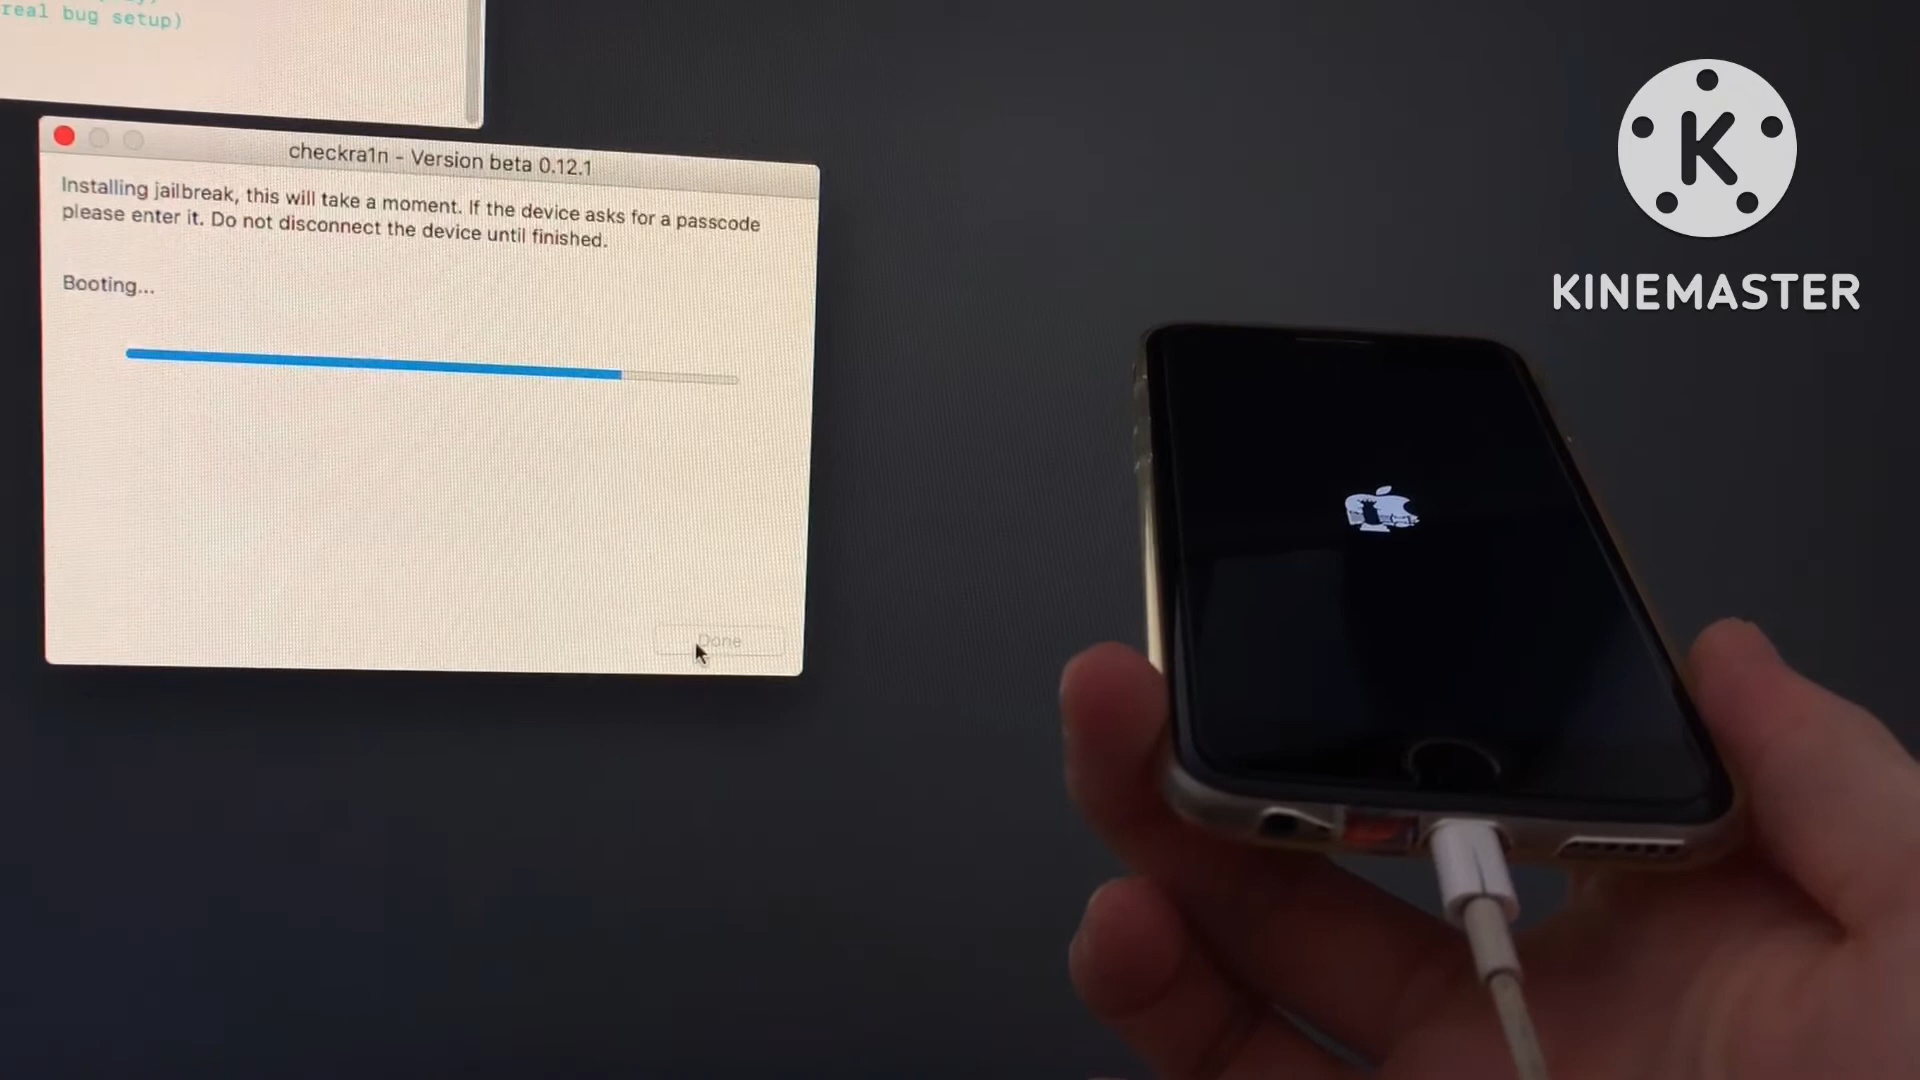 real bug setup)
checkra1n - Version beta 0.12.1
Installing jailbreak, this will take a moment. If the device asks for a passcode
please enter it. Do not disconnect the device until finished.
Booting...
Done
K
KINEMASTER